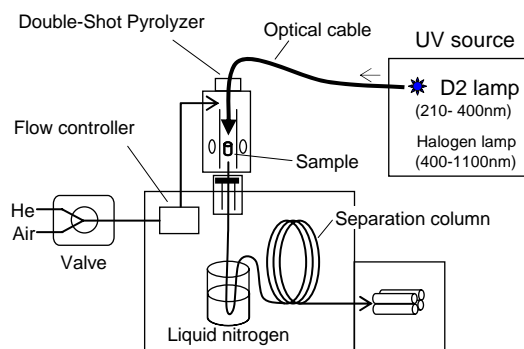 Double-Shot Pyrolyzer
Optical cable
UV source
D2 lamp
(210- 400nm)
Halogen lamp
(400-1100nm)
Flow controller
Sample
He
Air
Valve
Separation column
Liquid nitrogen